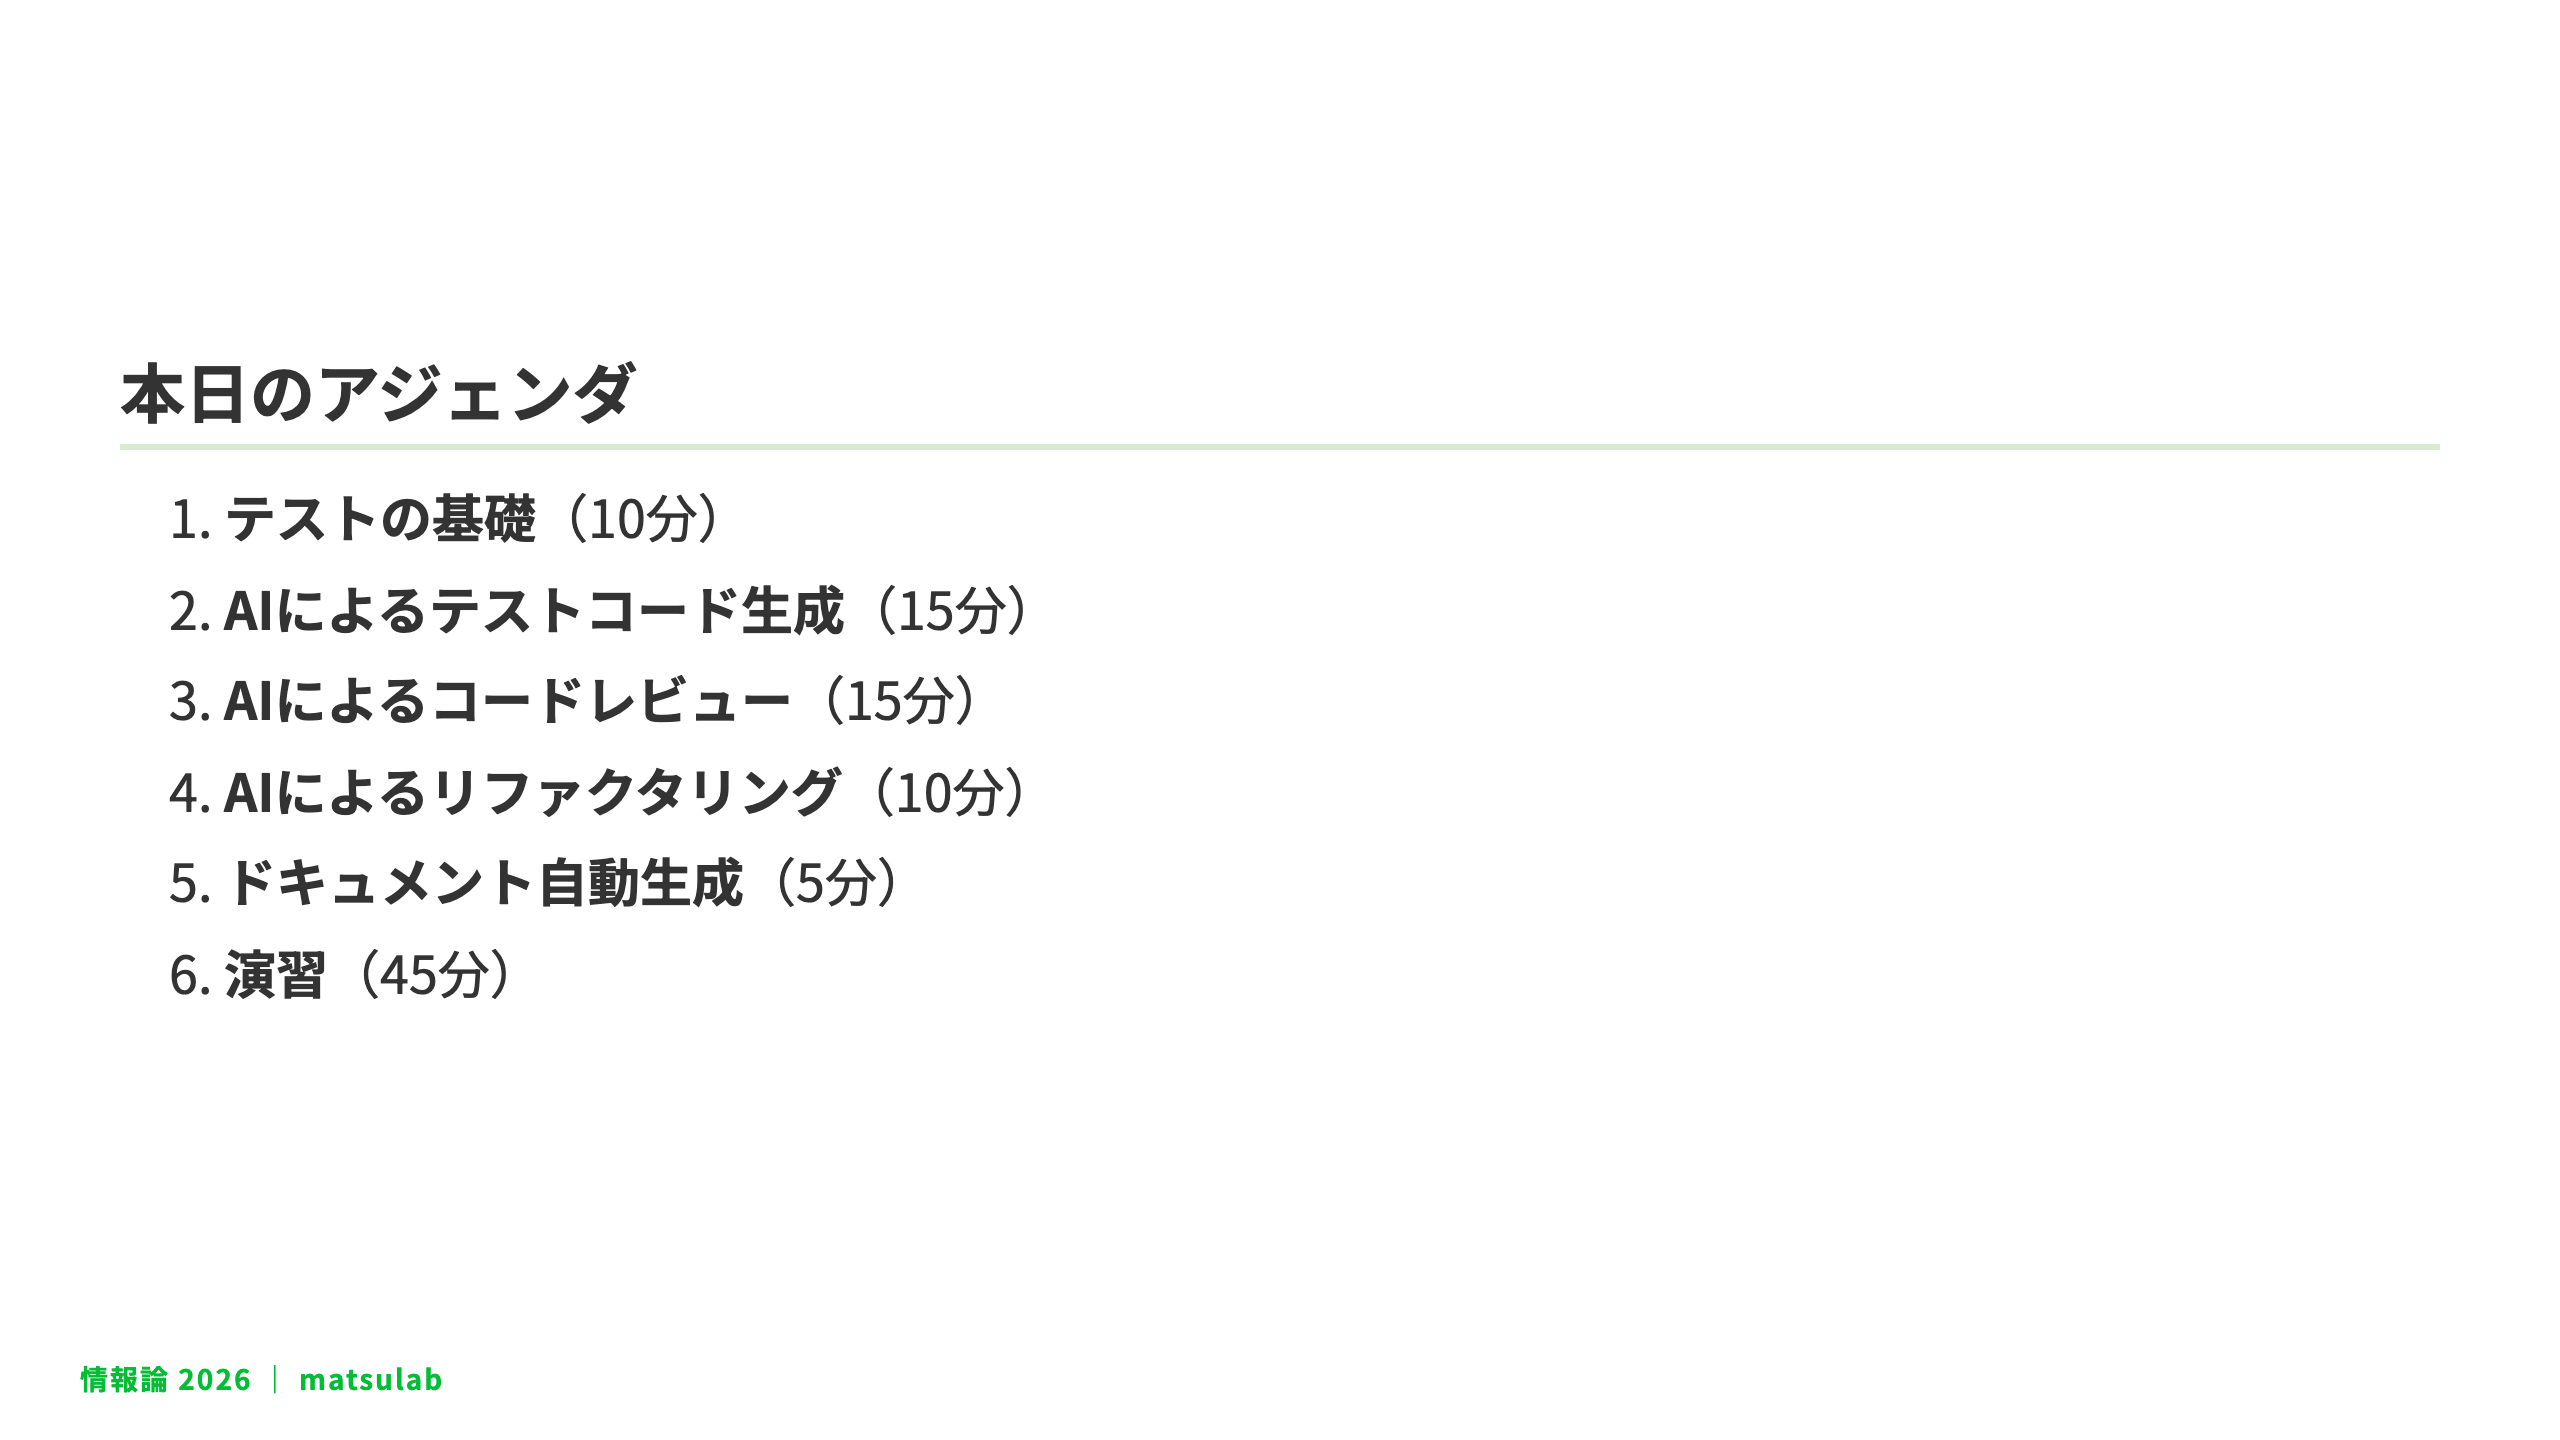 本日のアジェンダ
1. テストの基礎（10分）
2. AIによるテストコード生成（15分）
3. AIによるコードレビュー（15分）
4. AIによるリファクタリング（10分）
5. ドキュメント自動生成（5分）
6. 演習（45分）
情報論 2026 ｜ matsulab